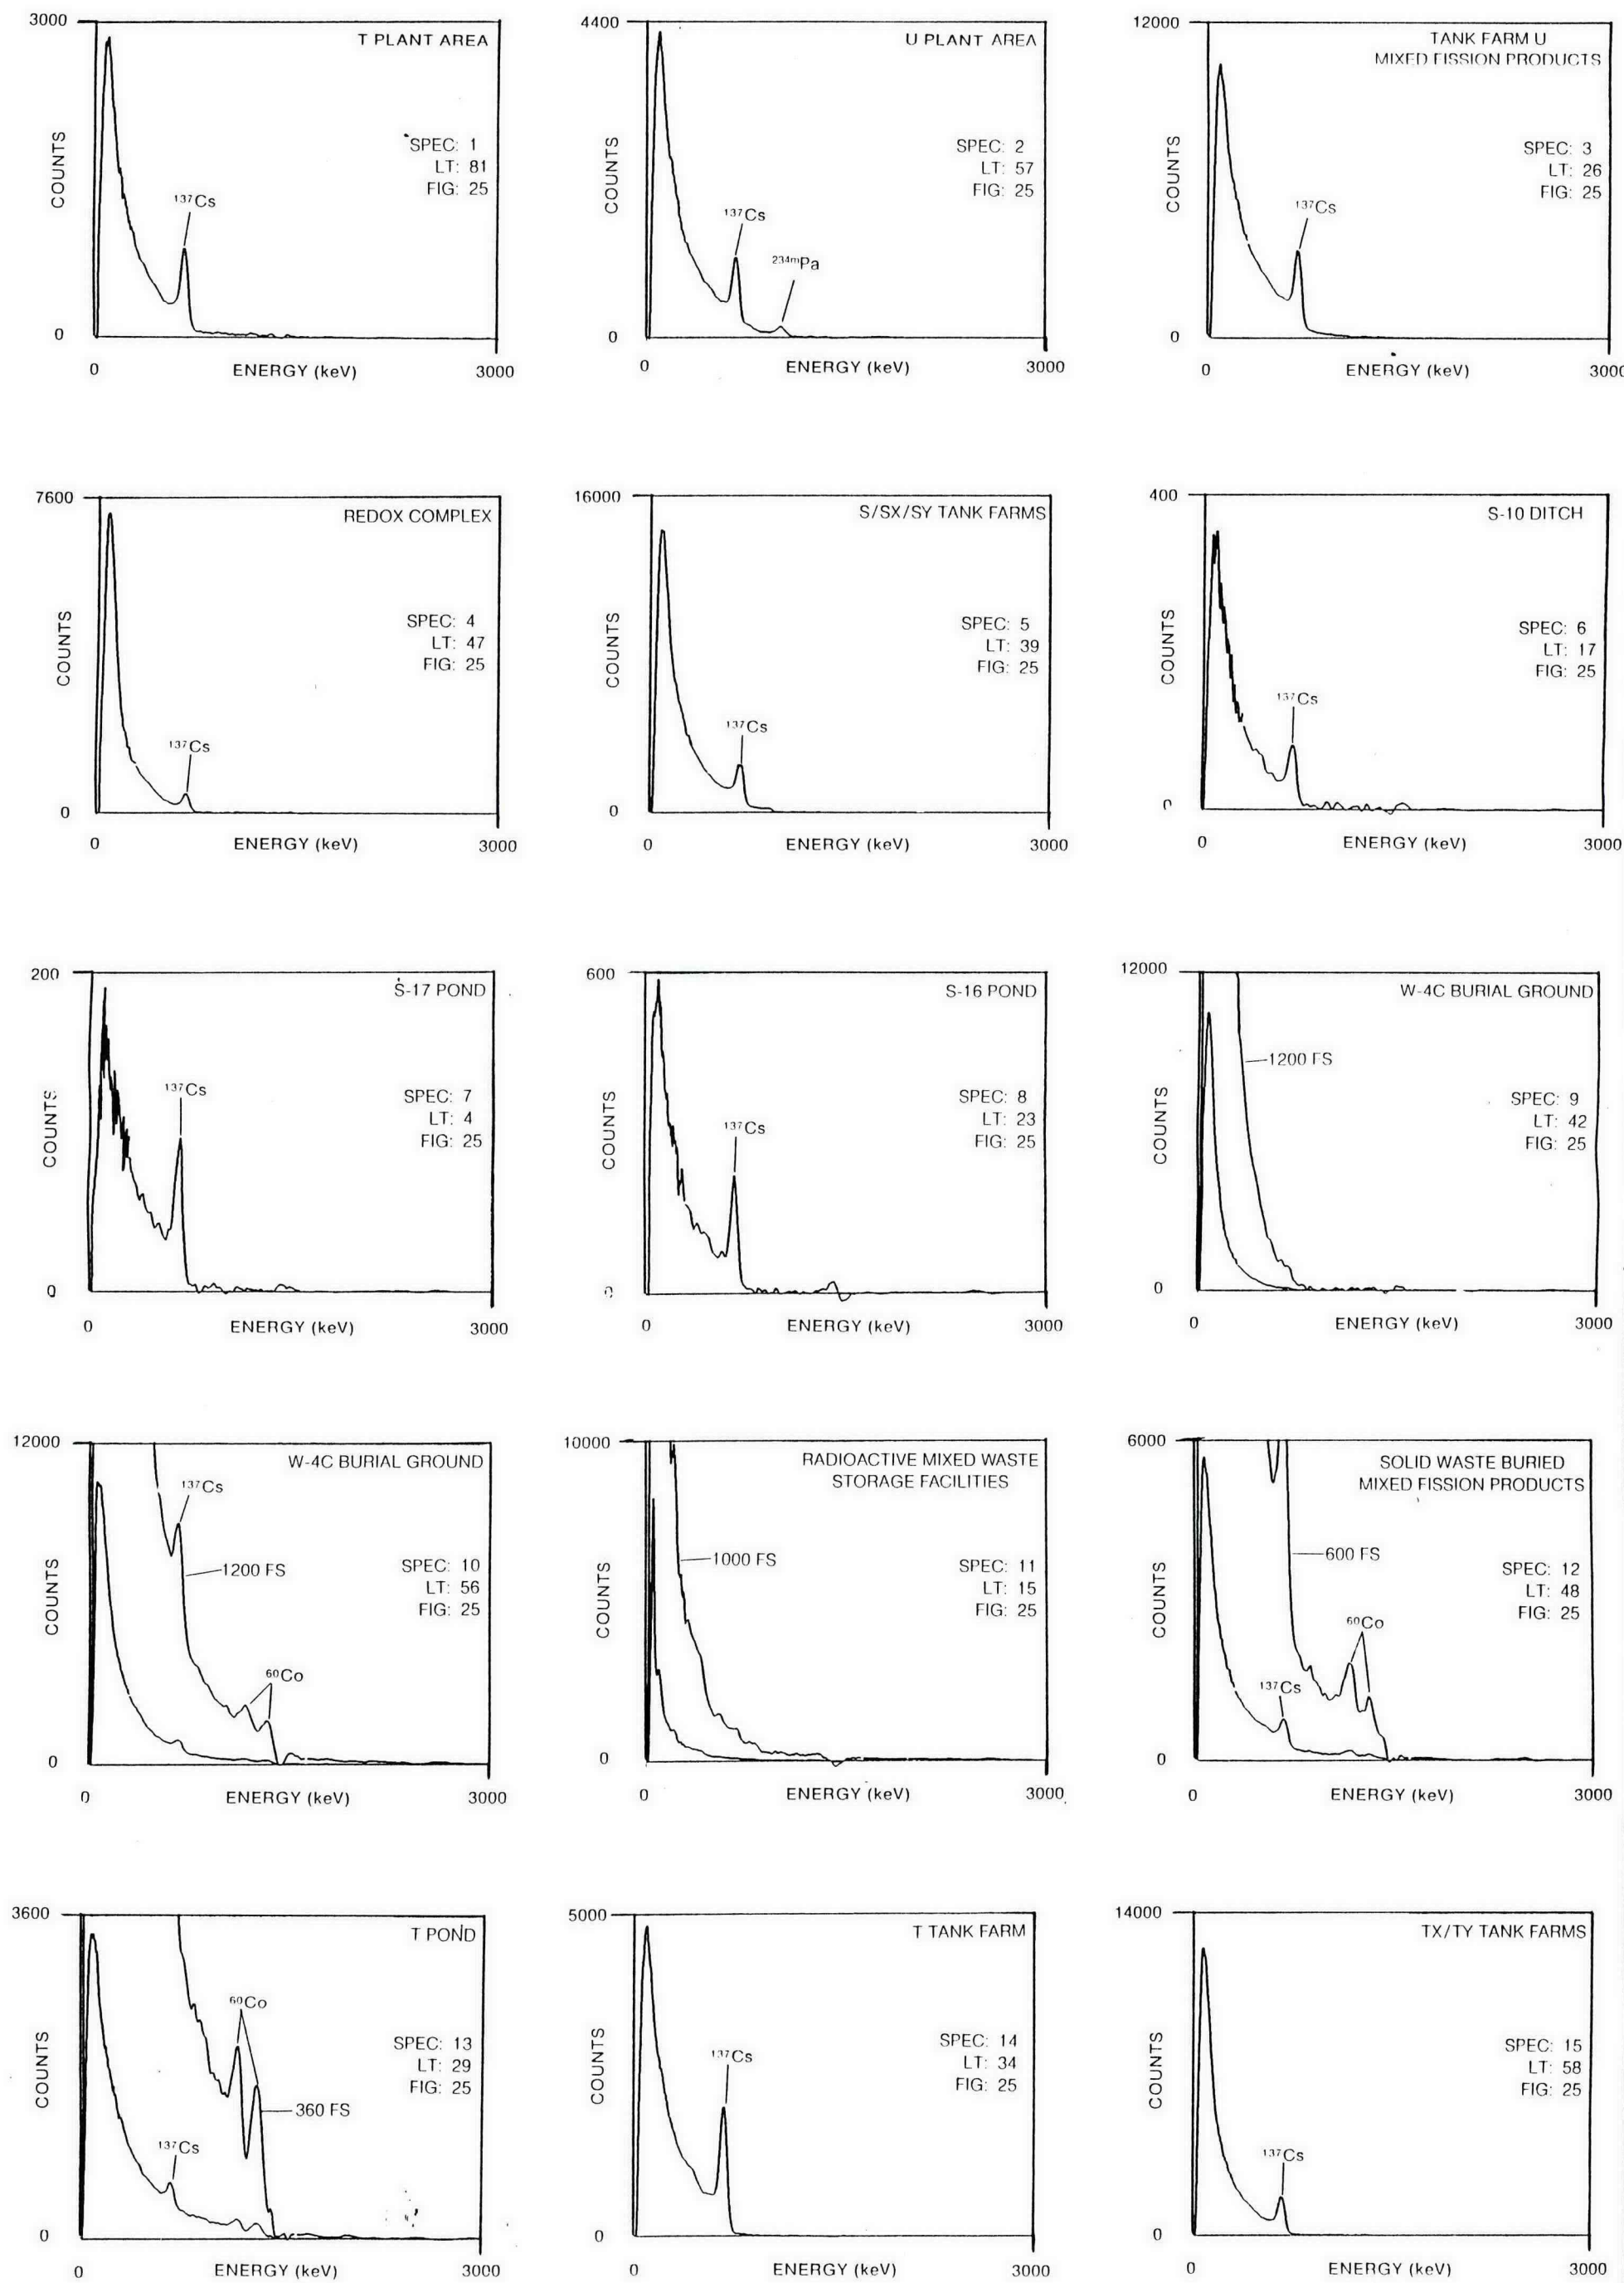 3000
T PLANT AREA
COUNTS
SPEC: 1
LT: 81
FIG: 25
137Cs
0
0
ENERGY (keV)
3000
4400
U PLANT AREA
COUNTS
SPEC: 2
LT: 57
FIG: 25
137Cs
234mPa
0
0
ENERGY (keV)
3000
12000
TANK FARM U
MIXED FISSION PRODUCTS
COUNTS
SPEC: 3
LT: 26
FIG: 25
137Cs
0
0
ENERGY (keV)
3000
7600
REDOX COMPLEX
COUNTS
SPEC: 4
LT: 47
FIG: 25
137Cs
0
0
ENERGY (keV)
3000
16000
S/SX/SY TANK FARMS
COUNTS
SPEC: 5
LT: 39
FIG: 25
137Cs
0
0
ENERGY (keV)
3000
400
S-10 DITCH
COUNTS
SPEC: 6
LT: 17
FIG: 25
137Cs
0
0
ENERGY (keV)
3000
200
S-17 POND
COUNTS
SPEC: 7
LT: 4
FIG: 25
137Cs
0
0
ENERGY (keV)
3000
600
S-16 POND
COUNTS
SPEC: 8
LT: 23
FIG: 25
137Cs
0
0
ENERGY (keV)
3000
12000
W-4C BURIAL GROUND
1200 FS
COUNTS
SPEC: 9
LT: 42
FIG: 25
0
0
ENERGY (keV)
3000
12000
W-4C BURIAL GROUND
137Cs
1200 FS
COUNTS
SPEC: 10
LT: 56
FIG: 25
60Co
0
0
ENERGY (keV)
3000
10000
RADIOACTIVE MIXED WASTE
STORAGE FACILITIES
1000 FS
COUNTS
SPEC: 11
LT: 15
FIG: 25
0
0
ENERGY (keV)
3000
6000
SOLID WASTE BURIED
MIXED FISSION PRODUCTS
600 FS
COUNTS
SPEC: 12
LT: 48
FIG: 25
60Co
137Cs
0
0
ENERGY (keV)
3000
3600
T POND
60Co
COUNTS
SPEC: 13
LT: 29
FIG: 25
360 FS
137Cs
0
0
ENERGY (keV)
3000
5000
T TANK FARM
COUNTS
SPEC: 14
LT: 34
FIG: 25
137Cs
0
0
ENERGY (keV)
3000
14000
TX/TY TANK FARMS
COUNTS
SPEC: 15
LT: 58
FIG: 25
137Cs
0
0
ENERGY (keV)
3000